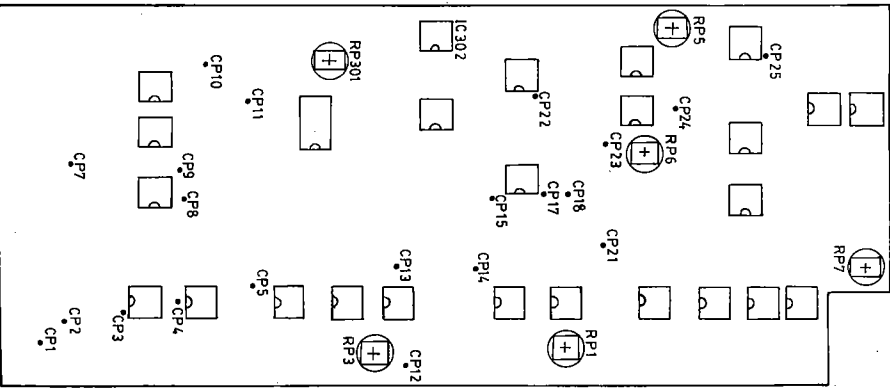 IC302
RP5
RP301
CP10
CP25
CP11
CP22
CP24
CP23
RP6
CP7
CP9
CP8
CP15
CP17
CP18
CP21
RP7
CP13
CP14
CP5
CP2
CP1
CP3
CP4
RP3
CP12
RP1